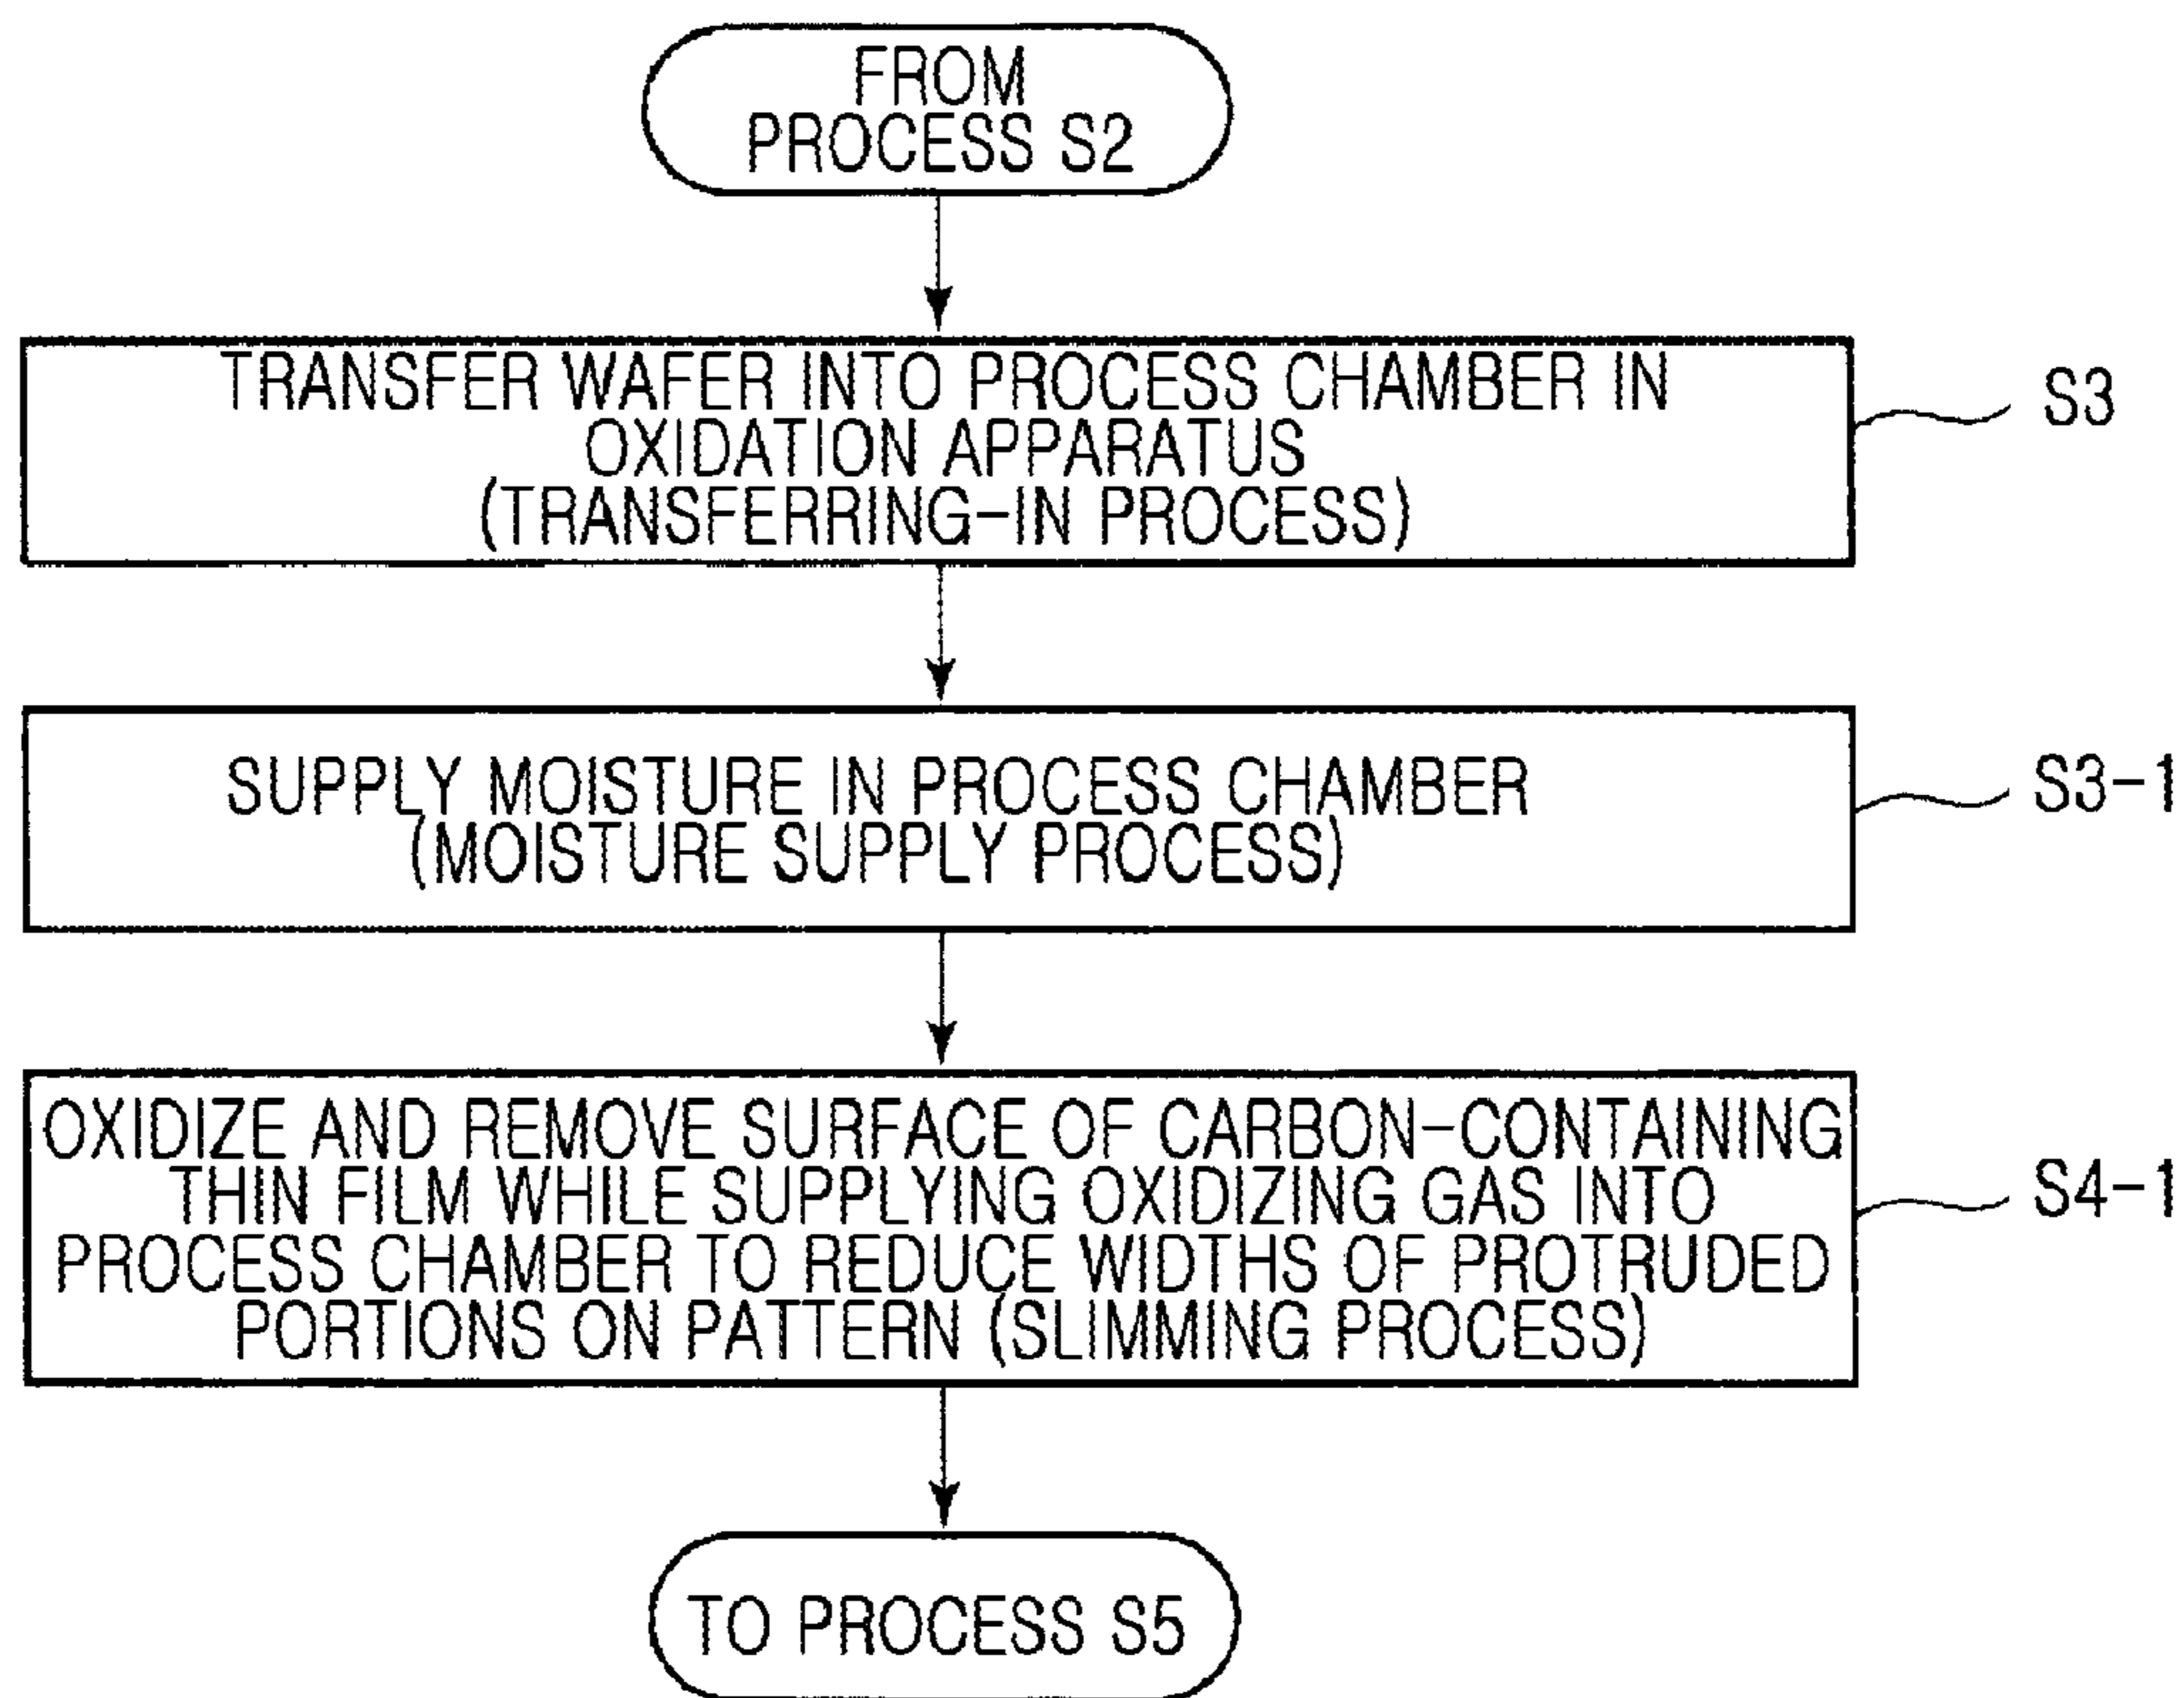 FROM
PROCESS S2
TRANSFER WAFER INTO PROCESS CHAMBER IN
OXIDATION APPARATUS
(TRANSFERRING-IN PROCESS)
S3
SUPPLY MOISTURE IN PROCESS CHAMBER
(MOISTURE SUPPLY PROCESS)
S3-1
OXIDIZE AND REMOVE SURFACE OF CARBON-CONTAINING
THIN FILM WHILE SUPPLYING OXIDIZING GAS INTO
PROCESS CHAMBER TO REDUCE WIDTHS OF PROTRUDED
PORTIONS ON PATTERN (SLIMMING PROCESS)
S4-1
TO PROCESS S5